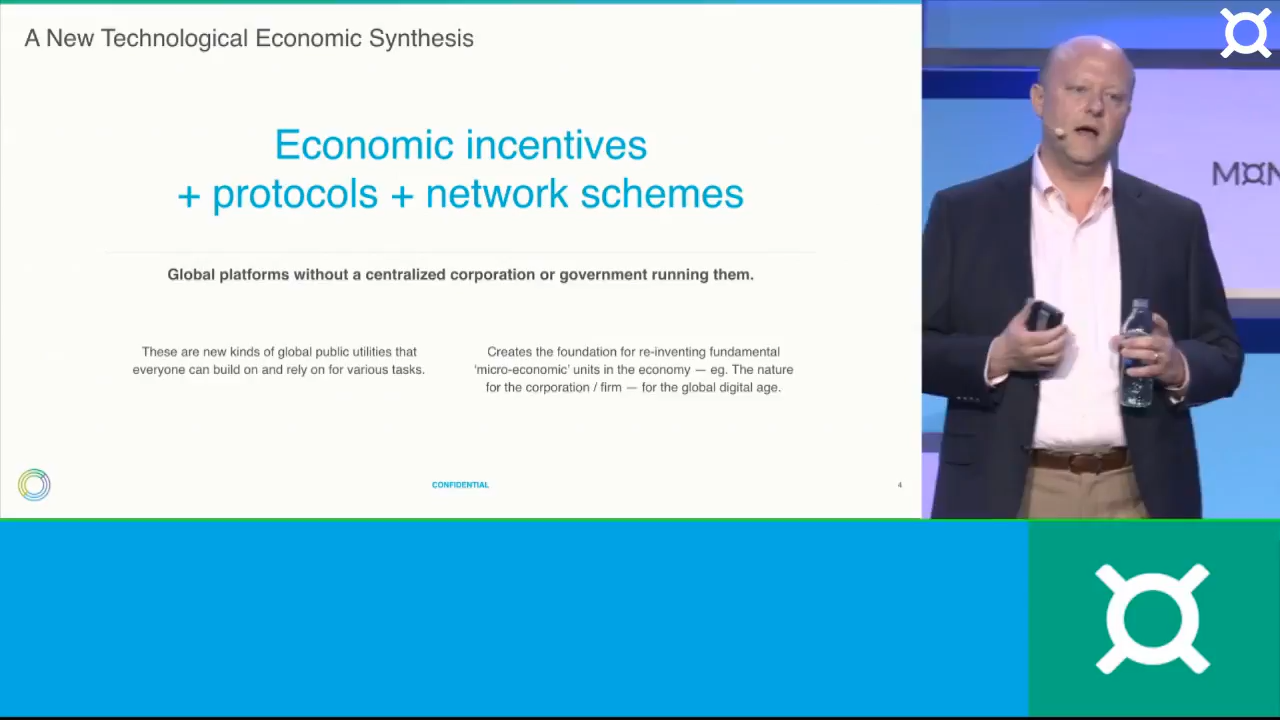 A New Technological Economic Synthesis
Economic incentives
+ protocols + network schemes
Global platforms without a centralized corporation or government running them.
These are new kinds of global public utilities that
everyone can build on and rely on for various tasks.
Creates the foundation for re-inventing fundamental
'micro-economic' units in the economy — eg. The nature
for the corporation / firm — for the global digital age.
CONFIDENTIAL
4